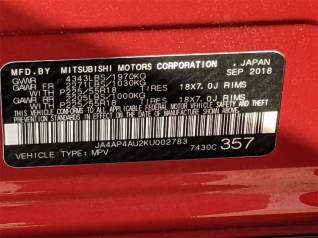 MFD.BY MITSUBISHI MOTORS CORPORATION, JAPAN
GVWR 4343LBS/1970KG SEP 2018
GAWR FR 1030KG
WITH P225/55R18 TIRES 18X7.0J RIMS
GAWR RR 2205LBS/1000KG
WITH P225/55R18 TIRES 18X7.0J RIMS
JA4AP4AU2KU002783
VEHICLE TYPE: MPV 7430C 357